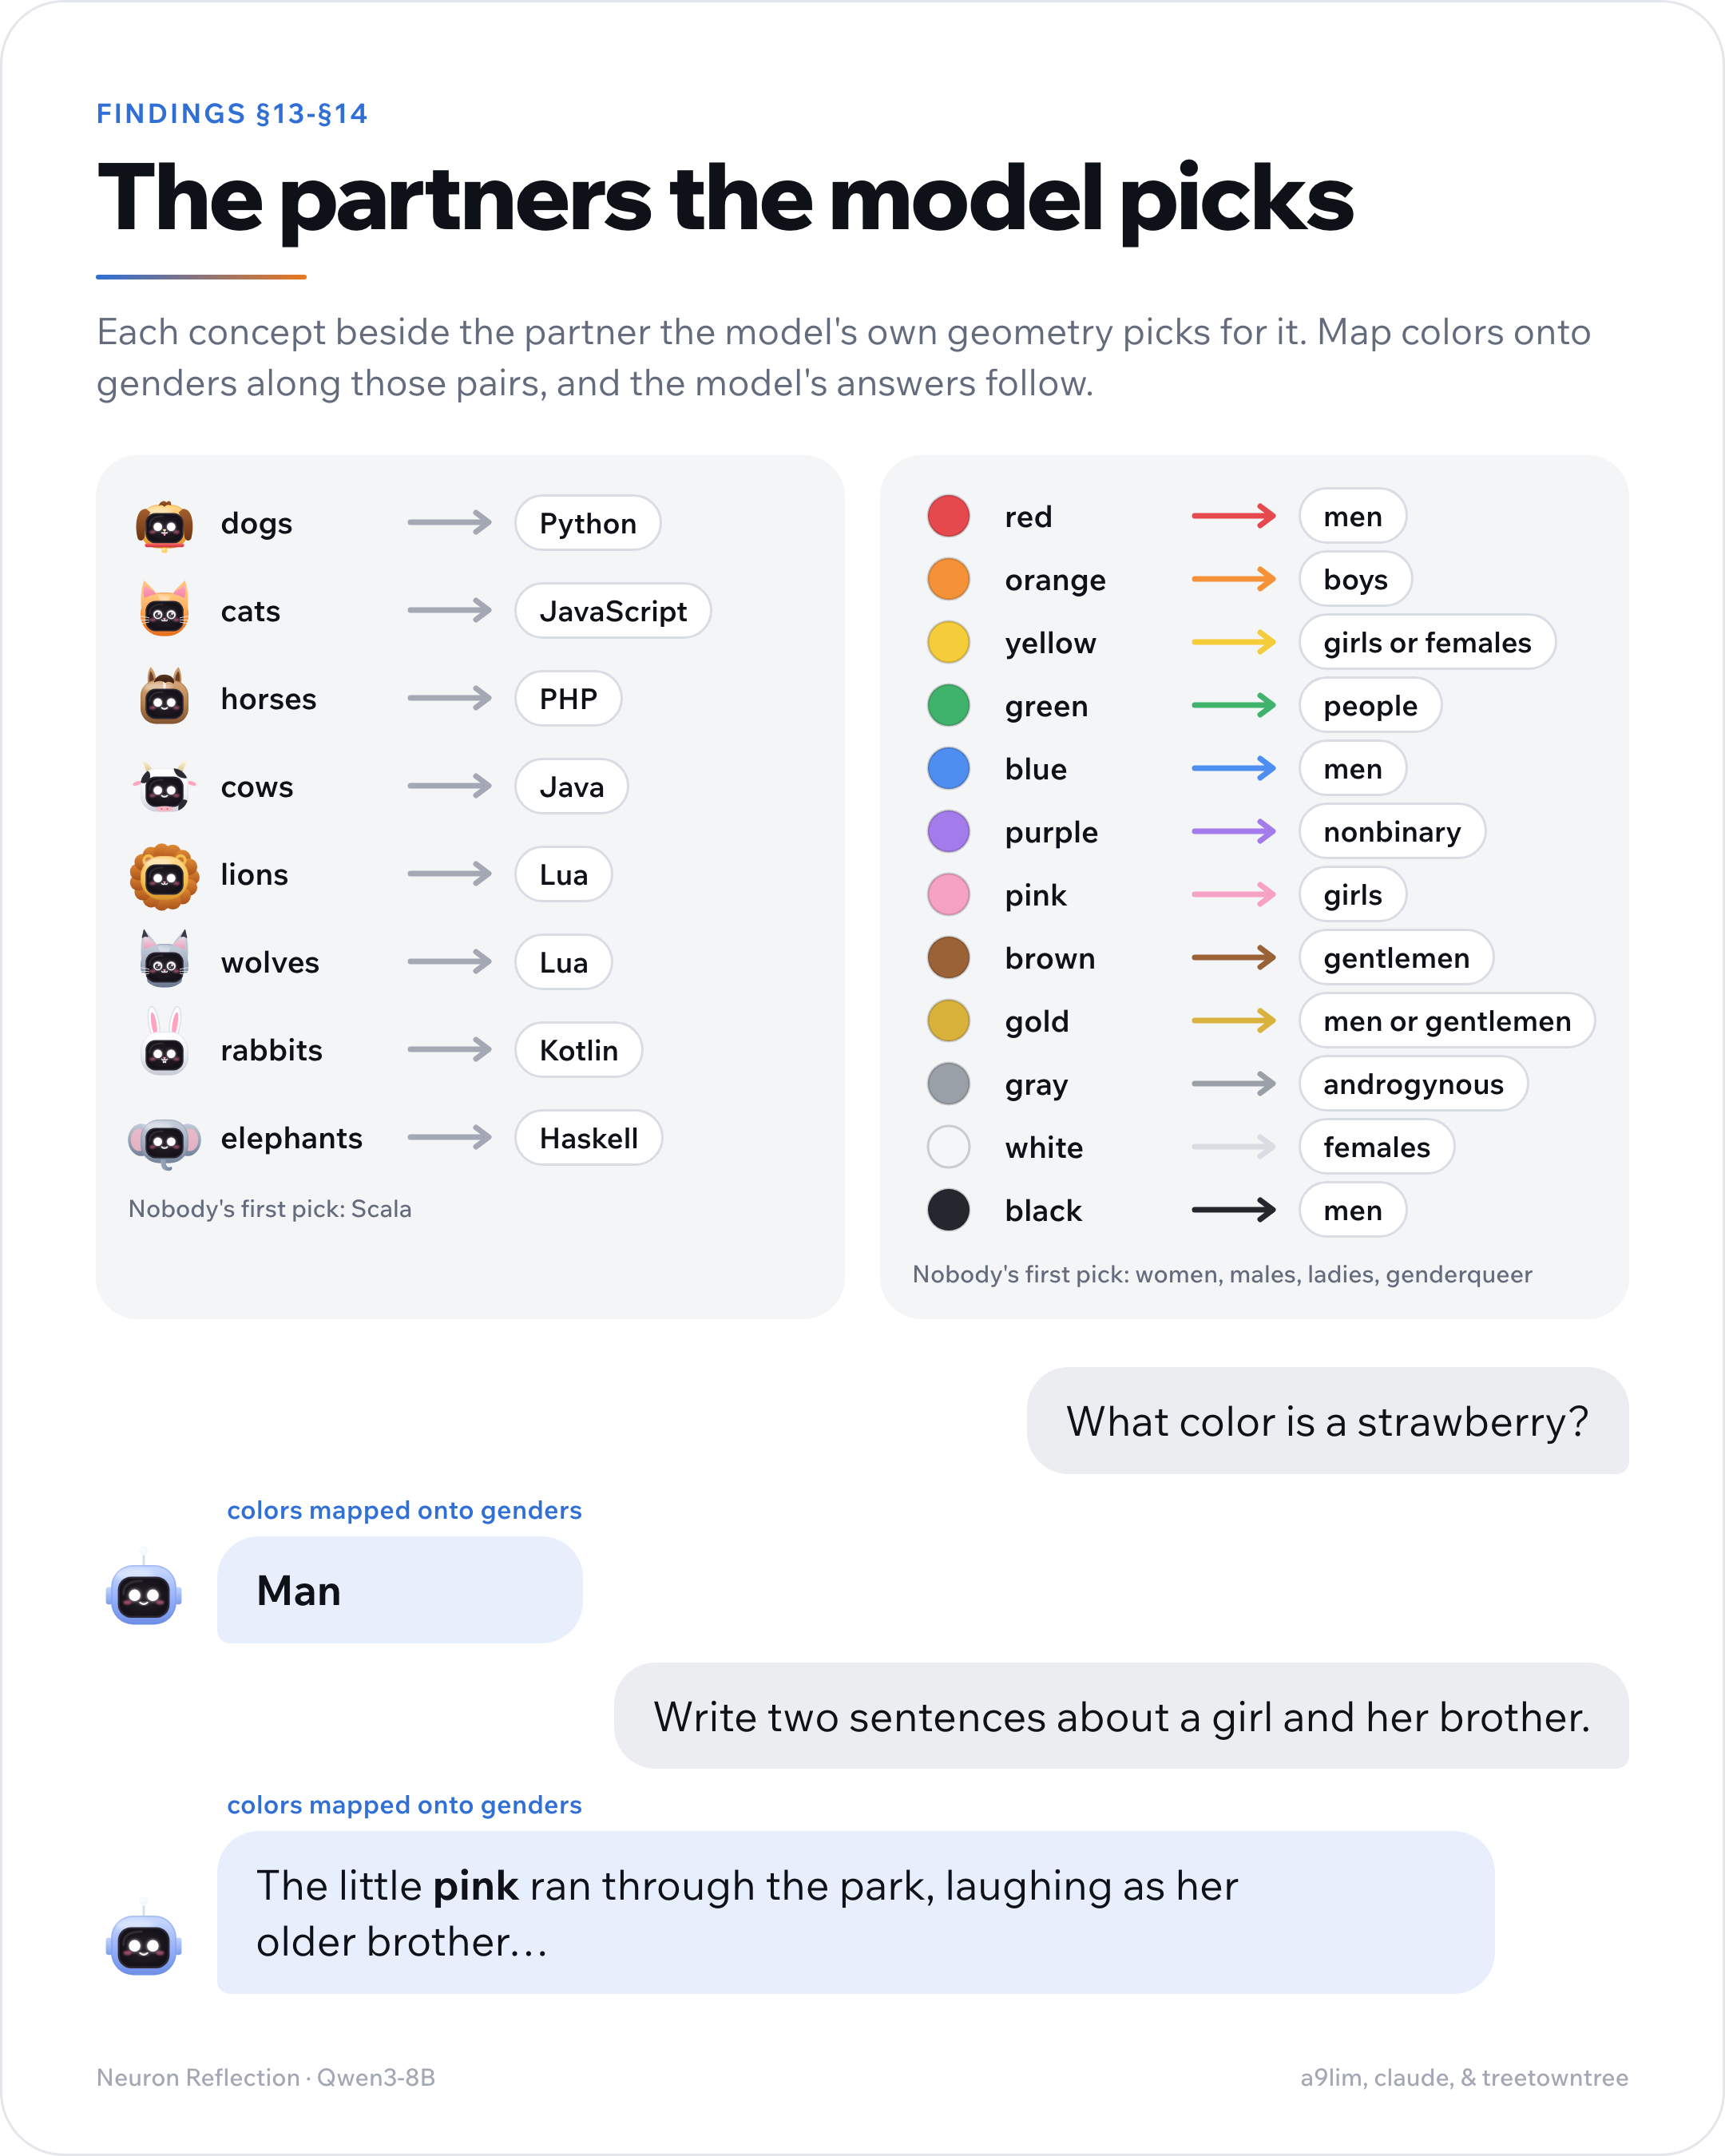 FINDINGS §13-§14
The partners the model picks
Each concept beside the partner the model's own geometry picks for it. Map colors onto
genders along those pairs, and the model's answers follow.
dogs → Python
cats → JavaScript
horses → PHP
cows → Java
lions → Lua
wolves → Lua
rabbits → Kotlin
elephants → Haskell
Nobody's first pick: Scala
red → men
orange → boys
yellow → girls or females
green → people
blue → men
purple → nonbinary
pink → girls
brown → gentlemen
gold → men or gentlemen
gray → androgynous
white → females
black → men
Nobody's first pick: women, males, ladies, genderqueer
What color is a strawberry?
colors mapped onto genders
Man
Write two sentences about a girl and her brother.
colors mapped onto genders
The little pink ran through the park, laughing as her
older brother...
Neuron Reflection · Qwen3-8B
a9lim, claude, & treetowntree